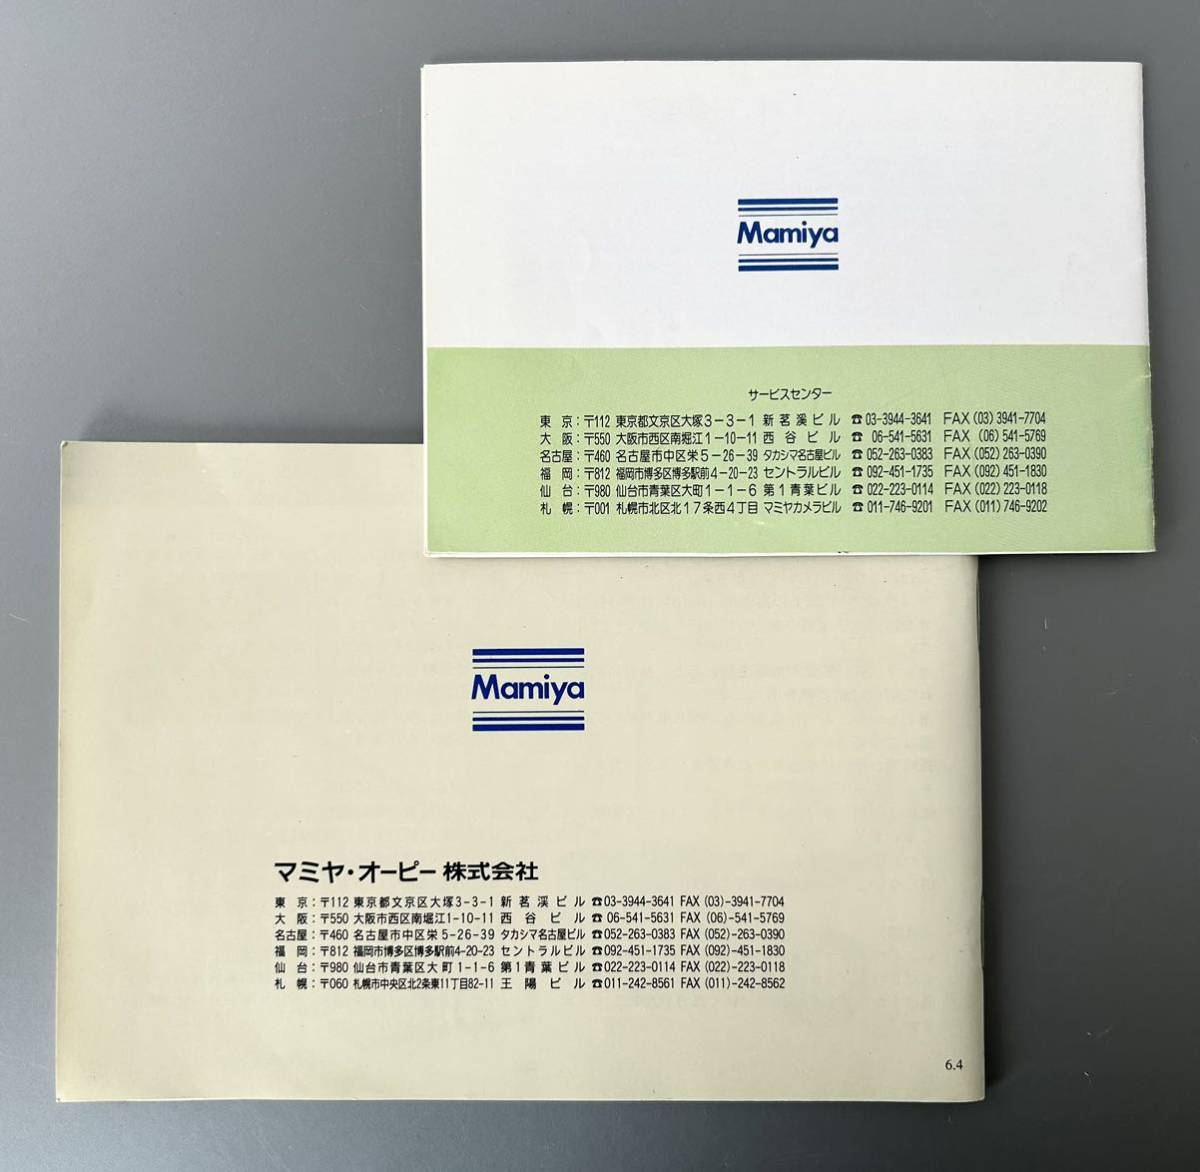 Mamiya
サービスセンター
東 京：〒112 東京都文京区大塚3-3-1 新茗溪ビル ☎03-3944-3641 FAX (03) 3941-7704
大 阪：〒550 大阪市西区南堀江1-10-11 西谷ビル ☎ 06-541-5631 FAX (06) 541-5769
名古屋：〒460 名古屋市中区栄5-26-39 タカシマ名古屋ビル ☎052-263-0383 FAX (052) 263-0390
福 岡：〒812 福岡市博多区博多駅前4-20-23 セントラルビル ☎092-451-1735 FAX (092) 451-1830
仙 台：〒980 仙台市青葉区大町1-1-6 第1青葉ビル ☎022-223-0114 FAX (022) 223-0118
札 幌：〒001 札幌市北区北17条西4丁目 マミヤカメラビル ☎011-746-9201 FAX (011) 746-9202
Mamiya
マミヤ・オーピー株式会社
東 京：〒112 東京都文京区大塚3-3-1 新茗溪ビル ☎03-3944-3641 FAX (03)-3941-7704
大 阪：〒550 大阪市西区南堀江1-10-11 西谷ビル ☎ 06-541-5631 FAX (06)-541-5769
名古屋：〒460 名古屋市中区栄5-26-39 タカシマ名古屋ビル ☎052-263-0383 FAX (052)-263-0390
福 岡：〒812 福岡市博多区博多駅前4-20-23 セントラルビル ☎092-451-1735 FAX (092)-451-1830
仙 台：〒980 仙台市青葉区大町1-1-6 第1青葉ビル ☎022-223-0114 FAX (022)-223-0118
札 幌：〒060 札幌市中央区北2条東11丁目82-11 王陽ビル ☎011-242-8561 FAX (011)-242-8562
6.4